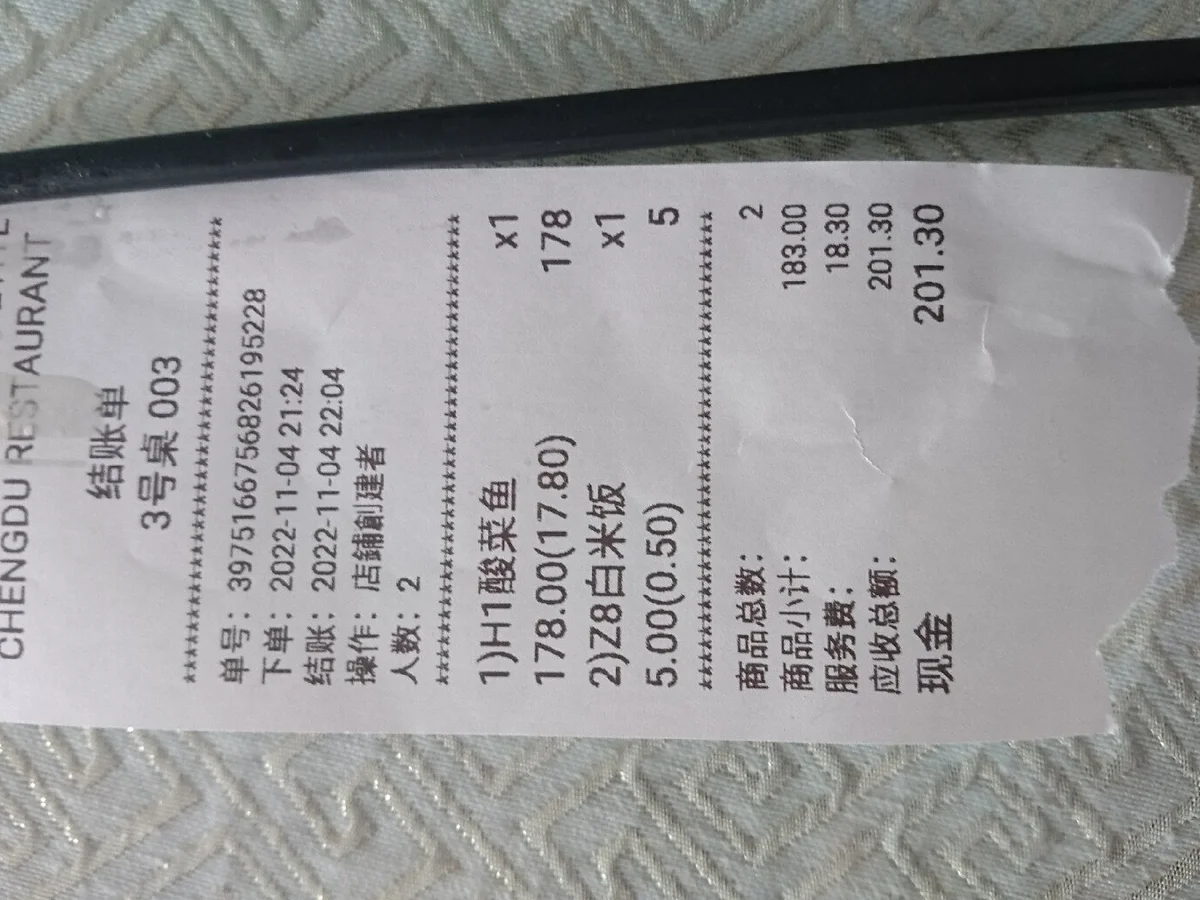 CHENGDU RESTAURANT
结账单
3号桌 003
******************************************
单号：3975166756826195228
下单：2022-11-04 21:24
结账：2022-11-04 22:04
操作：店鋪創建者
人数：2
******************************************
1)H1酸菜鱼 x1
178.00(17.80) 178
2)Z8白米饭 x1
5.00(0.50) 5
******************************************
商品总数： 2
商品小计： 183.00
服务费： 18.30
应收总额： 201.30
现金 201.30